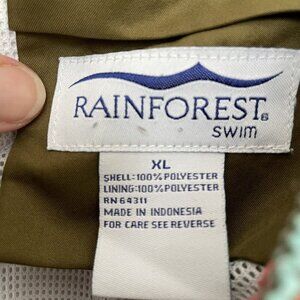 RAINFOREST®
SWIM
XL
SHELL:100%POLYESTER
LINING:100%POLYESTER
RN 64311
MADE IN INDONESIA
FOR CARE SEE REVERSE